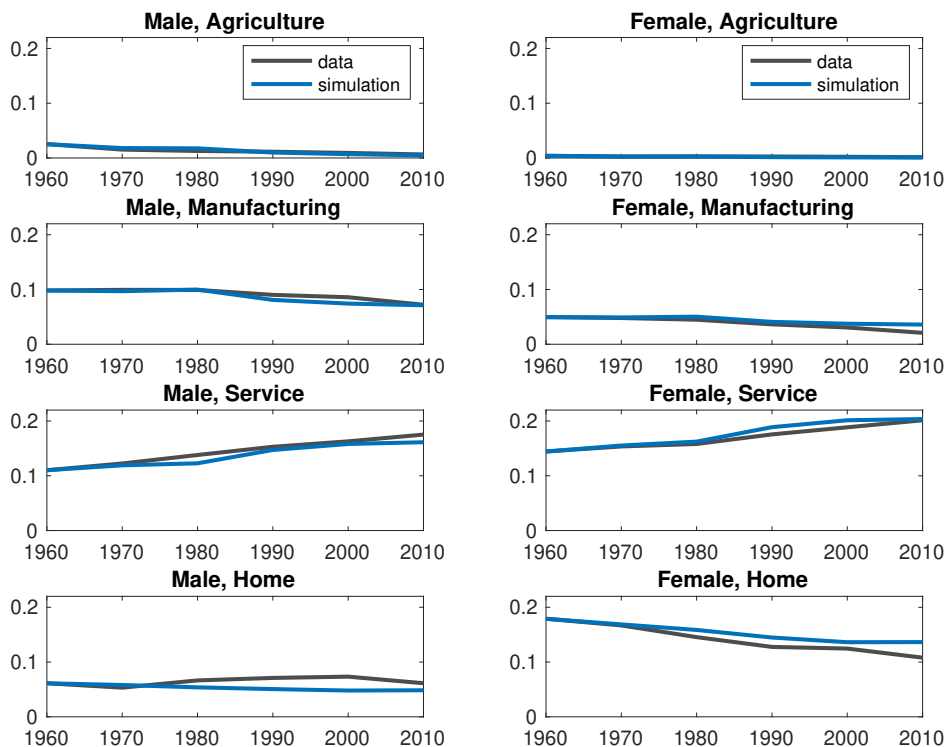 Male, Agriculture
0.2
0.1
0
data
simulation
1960 1970 1980 1990 2000 2010
Female, Agriculture
0.2
0.1
0
data
simulation
1960 1970 1980 1990 2000 2010
Male, Manufacturing
0.2
0.1
0
1960 1970 1980 1990 2000 2010
Female, Manufacturing
0.2
0.1
0
1960 1970 1980 1990 2000 2010
Male, Service
0.2
0.1
0
1960 1970 1980 1990 2000 2010
Female, Service
0.2
0.1
0
1960 1970 1980 1990 2000 2010
Male, Home
0.2
0.1
0
1960 1970 1980 1990 2000 2010
Female, Home
0.2
0.1
0
1960 1970 1980 1990 2000 2010